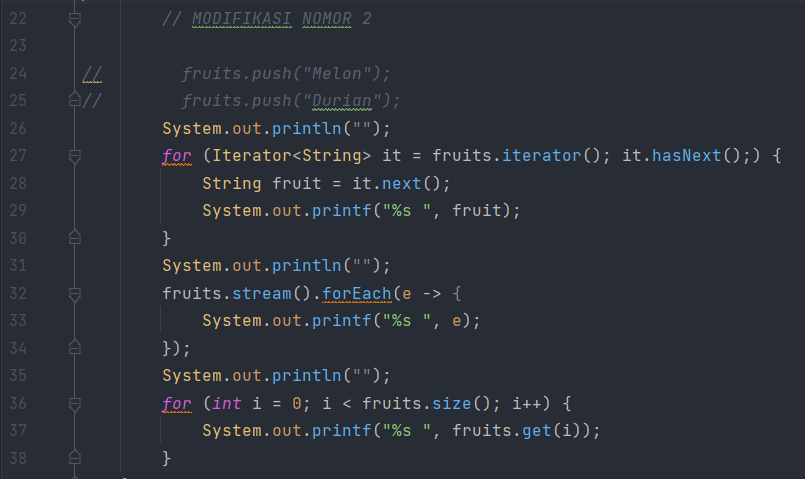 22 // MODIFIKASI NOMOR 2
23
24 // fruits.push("Melon");
25 // fruits.push("Durian");
26 System.out.println("");
27 for (Iterator<String> it = fruits.iterator(); it.hasNext();) {
28 String fruit = it.next();
29 System.out.printf("%s ", fruit);
30 }
31 System.out.println("");
32 fruits.stream().forEach(e -> {
33 System.out.printf("%s ", e);
34 });
35 System.out.println("");
36 for (int i = 0; i < fruits.size(); i++) {
37 System.out.printf("%s ", fruits.get(i));
38 }